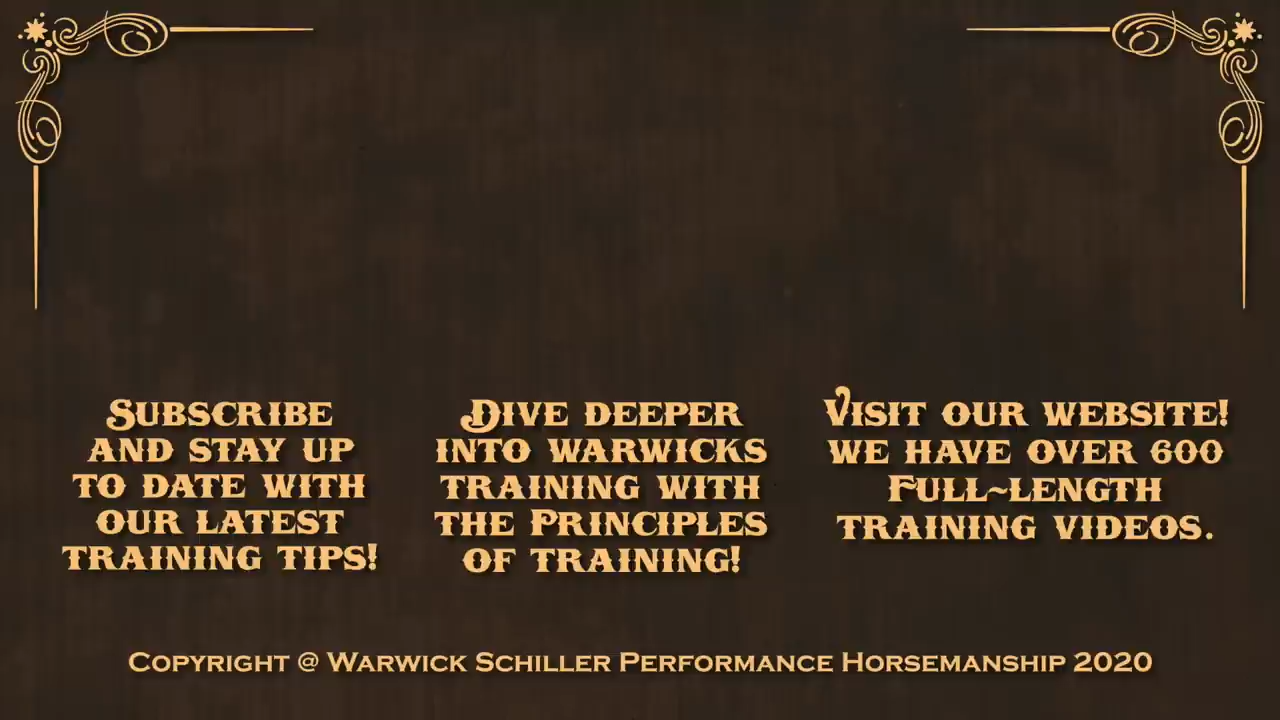 Subscribe
and stay up
to date with
our latest
training tips!
Dive deeper
into Warwicks
training with
the Principles
of training!
Visit our website!
We have over 600
Full~length
training videos.
Copyright @ Warwick Schiller Performance Horsemanship 2020